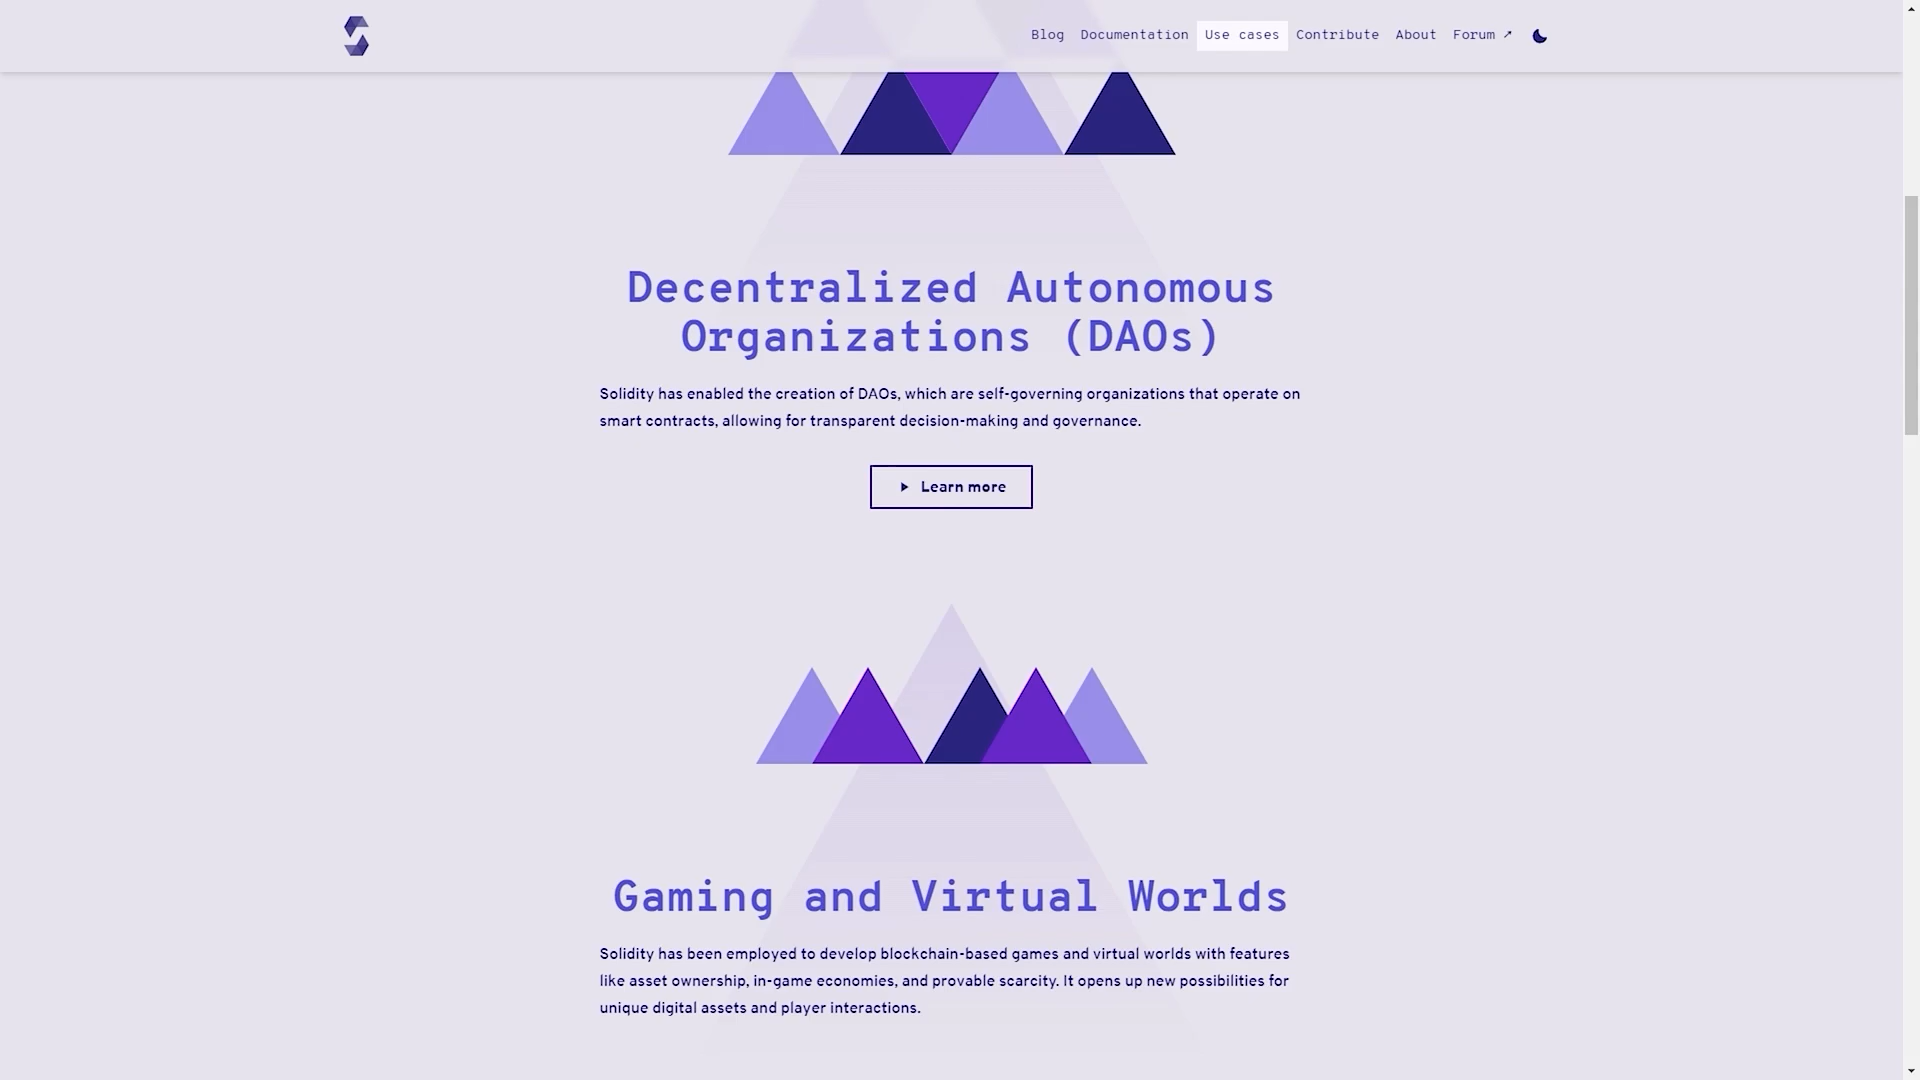 Blog Documentation Use cases Contribute About Forum ↗
Decentralized Autonomous
Organizations (DAOs)
Solidity has enabled the creation of DAOs, which are self-governing organizations that operate on
smart contracts, allowing for transparent decision-making and governance.
Learn more
Gaming and Virtual Worlds
Solidity has been employed to develop blockchain-based games and virtual worlds with features
like asset ownership, in-game economies, and provable scarcity. It opens up new possibilities for
unique digital assets and player interactions.